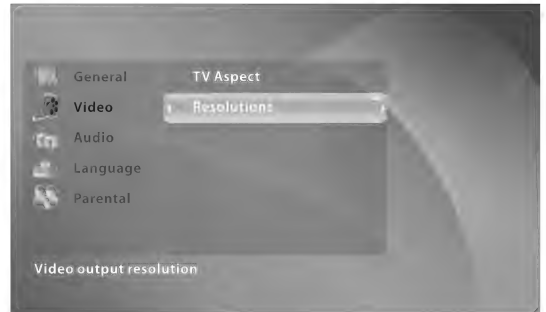 General
TV Aspect
Video
Resolutions
Audio
Language
Parental
Video output resolution